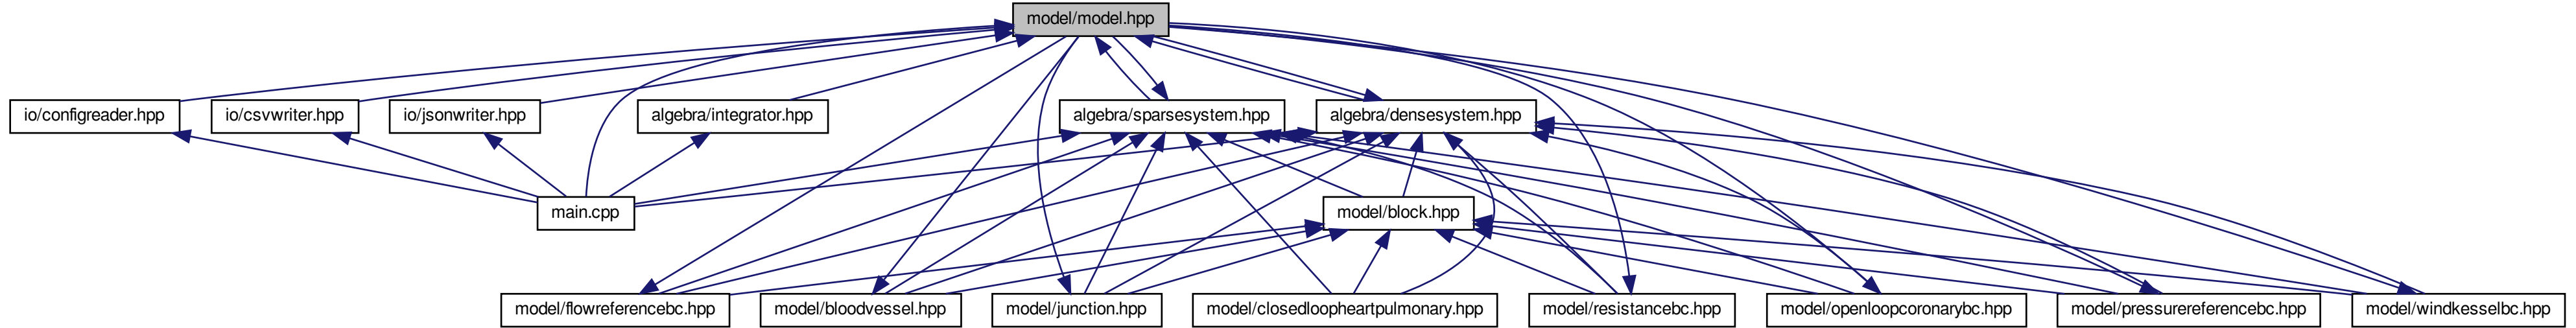 model/model.hpp
io/configreader.hpp
io/csvwriter.hpp
io/jsonwriter.hpp
algebra/integrator.hpp
algebra/sparsesystem.hpp
algebra/densesystem.hpp
main.cpp
model/block.hpp
model/flowreferencebc.hpp
model/bloodvessel.hpp
model/junction.hpp
model/closedloopheartpulmonary.hpp
model/resistancebc.hpp
model/openloopcoronarybc.hpp
model/pressurereferencebc.hpp
model/windkesselbc.hpp